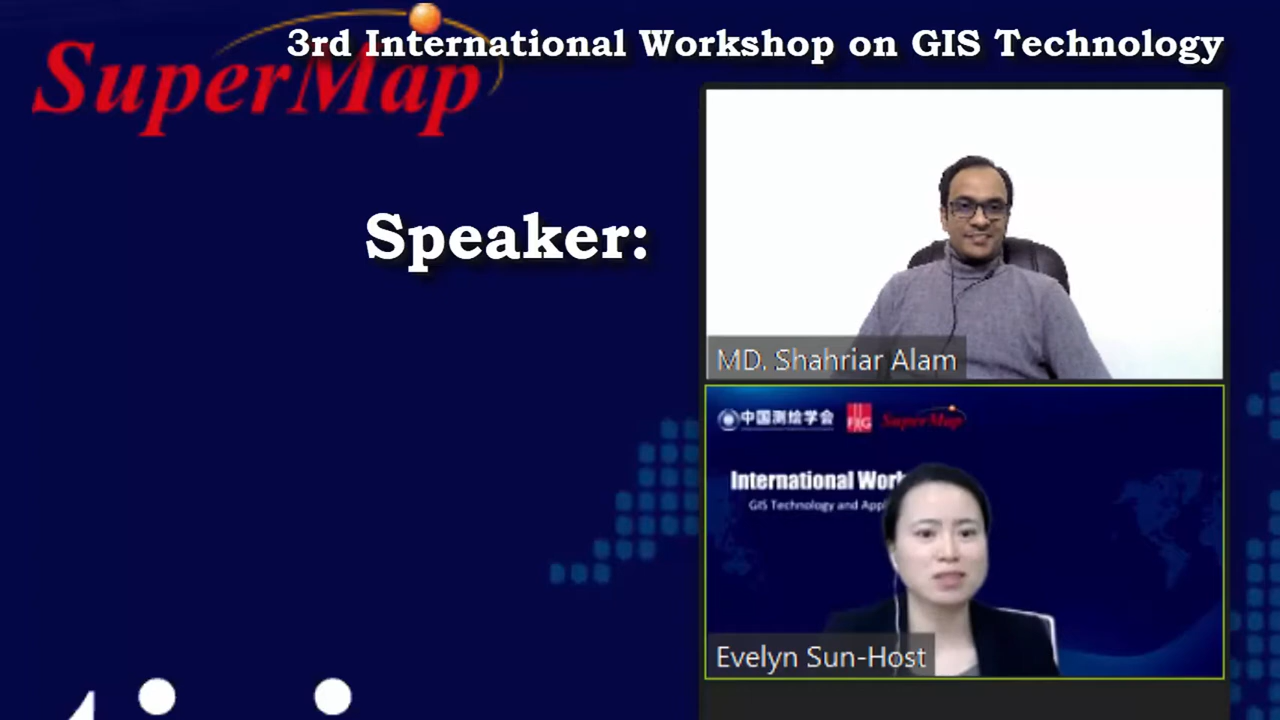 3rd International Workshop on GIS Technology
SuperMap
Speaker:
MD. Shahriar Alam
中国测绘学会 FIG SuperMap
International Work
GIS Technology and Appl
Evelyn Sun-Host